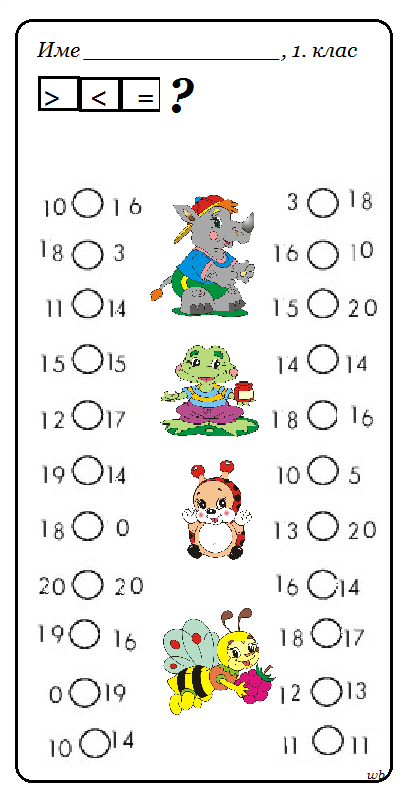 Име __________________, 1. клас
> < = ?
10 ◯ 16 3 ◯ 18
18 ◯ 3 16 ◯ 10
11 ◯ 14 15 ◯ 20
15 ◯ 15 14 ◯ 14
12 ◯ 17 18 ◯ 16
19 ◯ 14 10 ◯ 5
18 ◯ 0 13 ◯ 20
20 ◯ 20 16 ◯ 14
19 ◯ 16 18 ◯ 17
0 ◯ 19 12 ◯ 13
10 ◯ 14 11 ◯ 11
wb